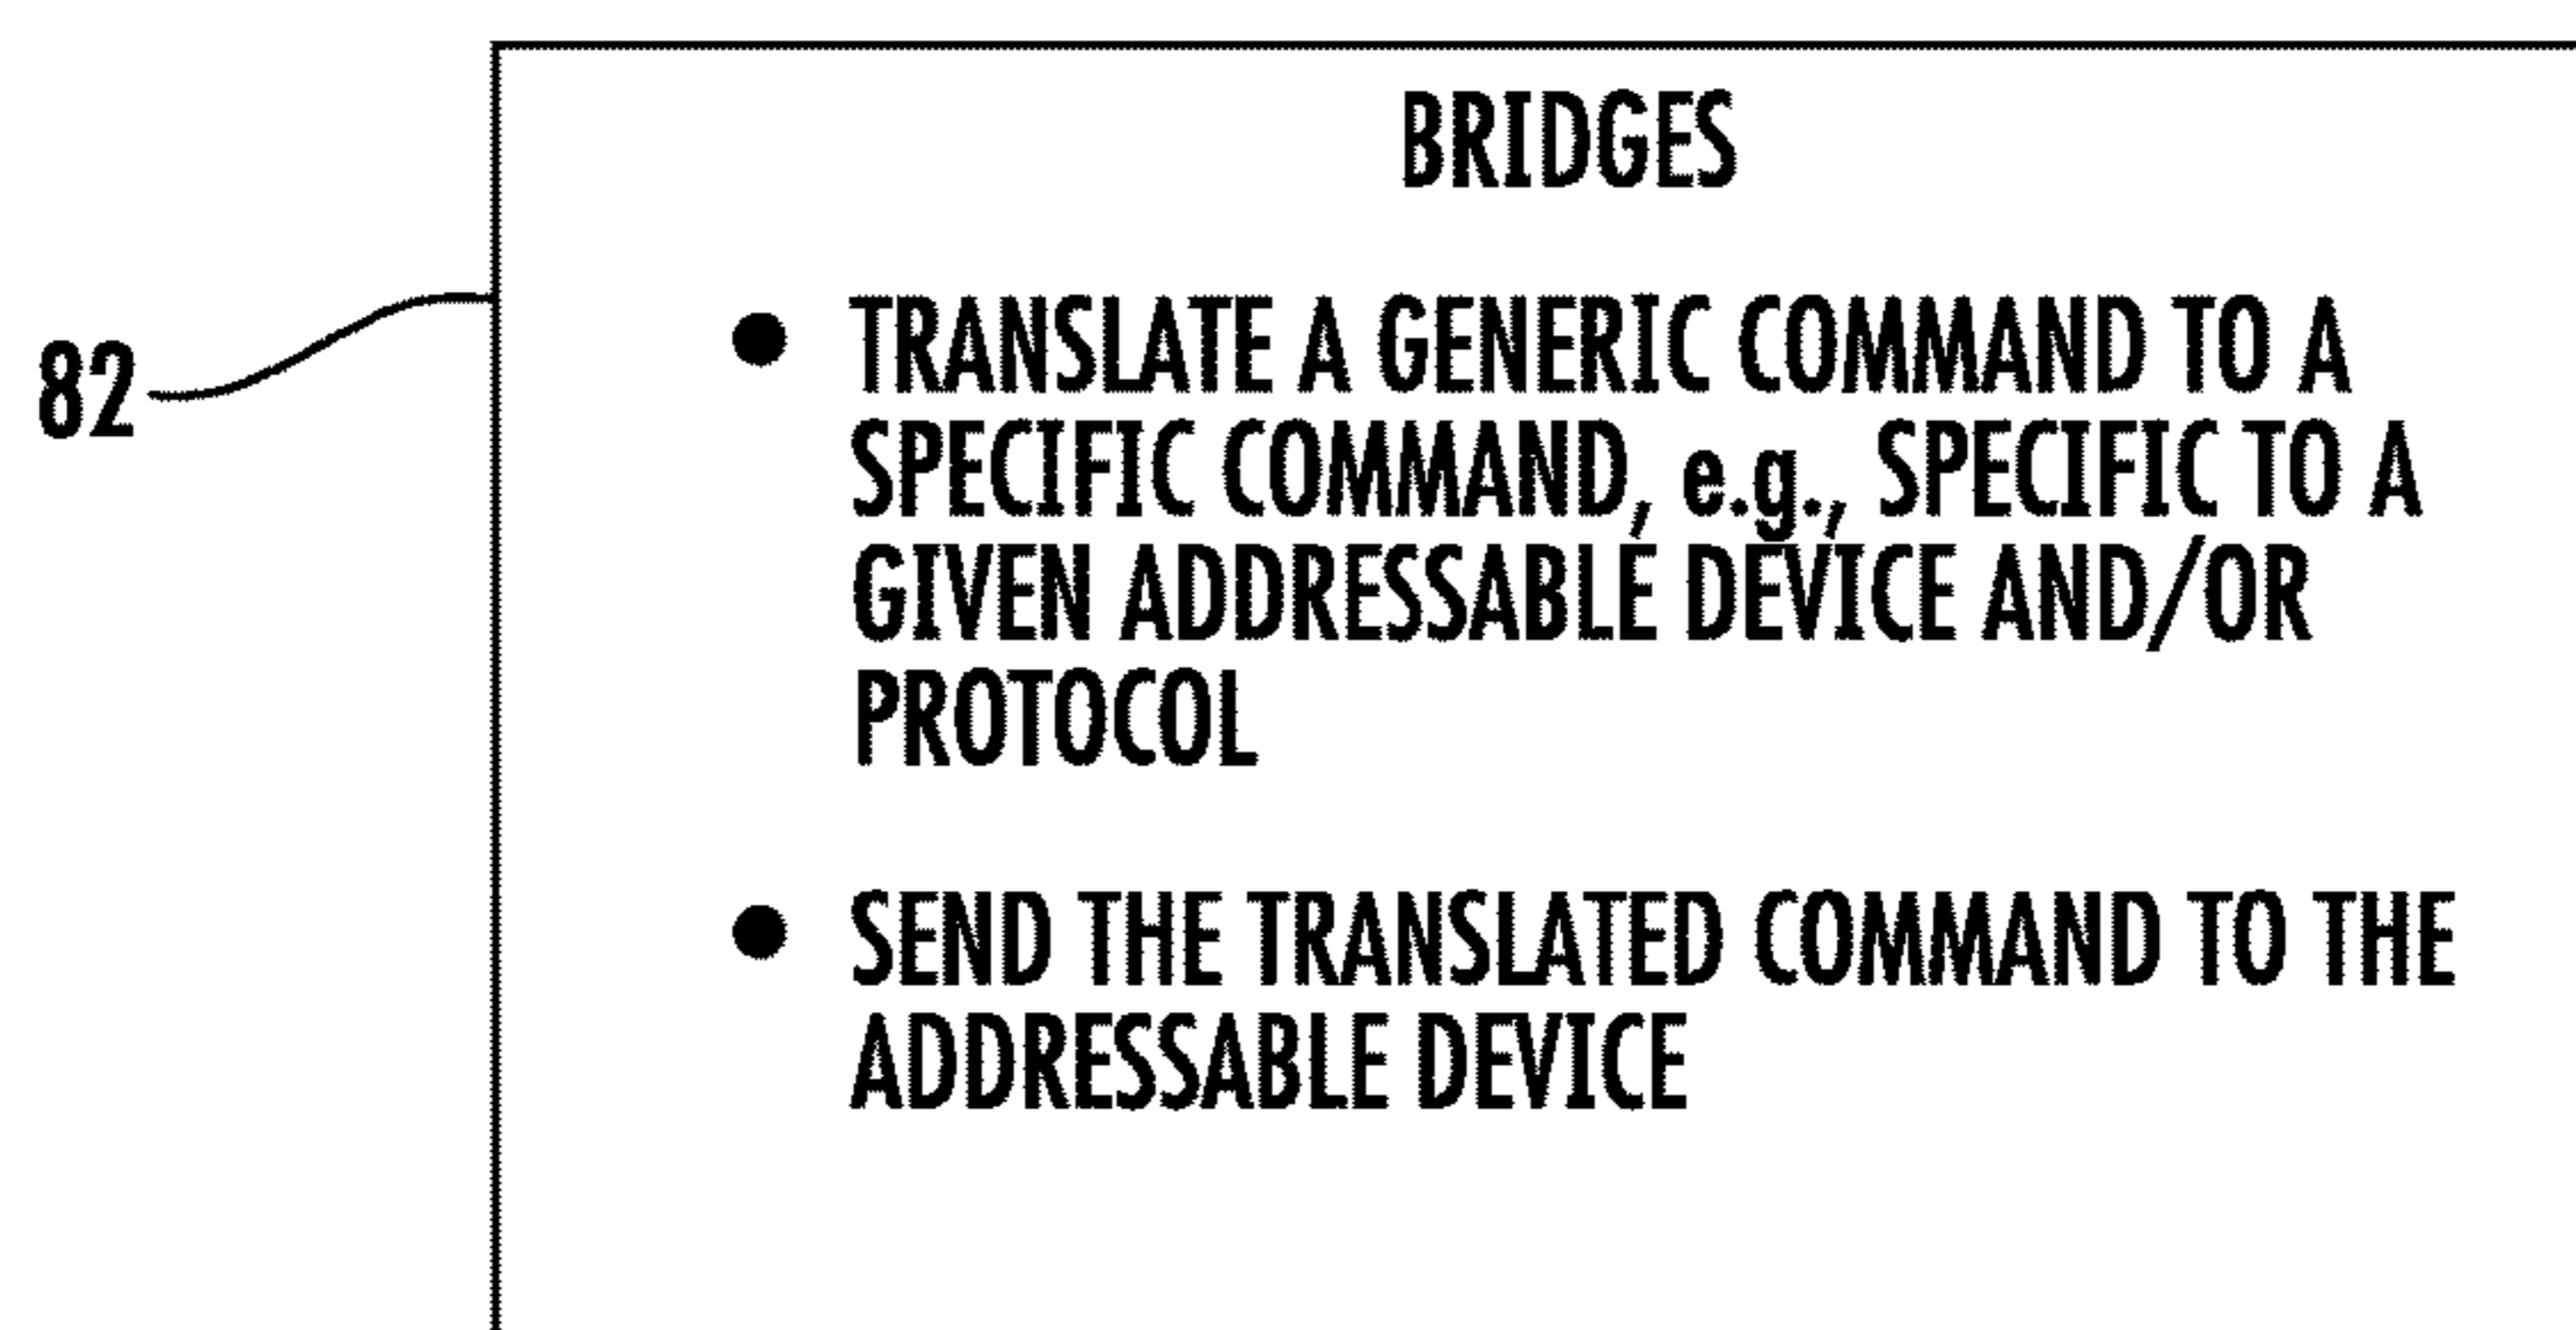 BRIDGES
82
● TRANSLATE A GENERIC COMMAND TO A
SPECIFIC COMMAND, e.g., SPECIFIC TO A
GIVEN ADDRESSABLE DEVICE AND/OR
PROTOCOL
● SEND THE TRANSLATED COMMAND TO THE
ADDRESSABLE DEVICE